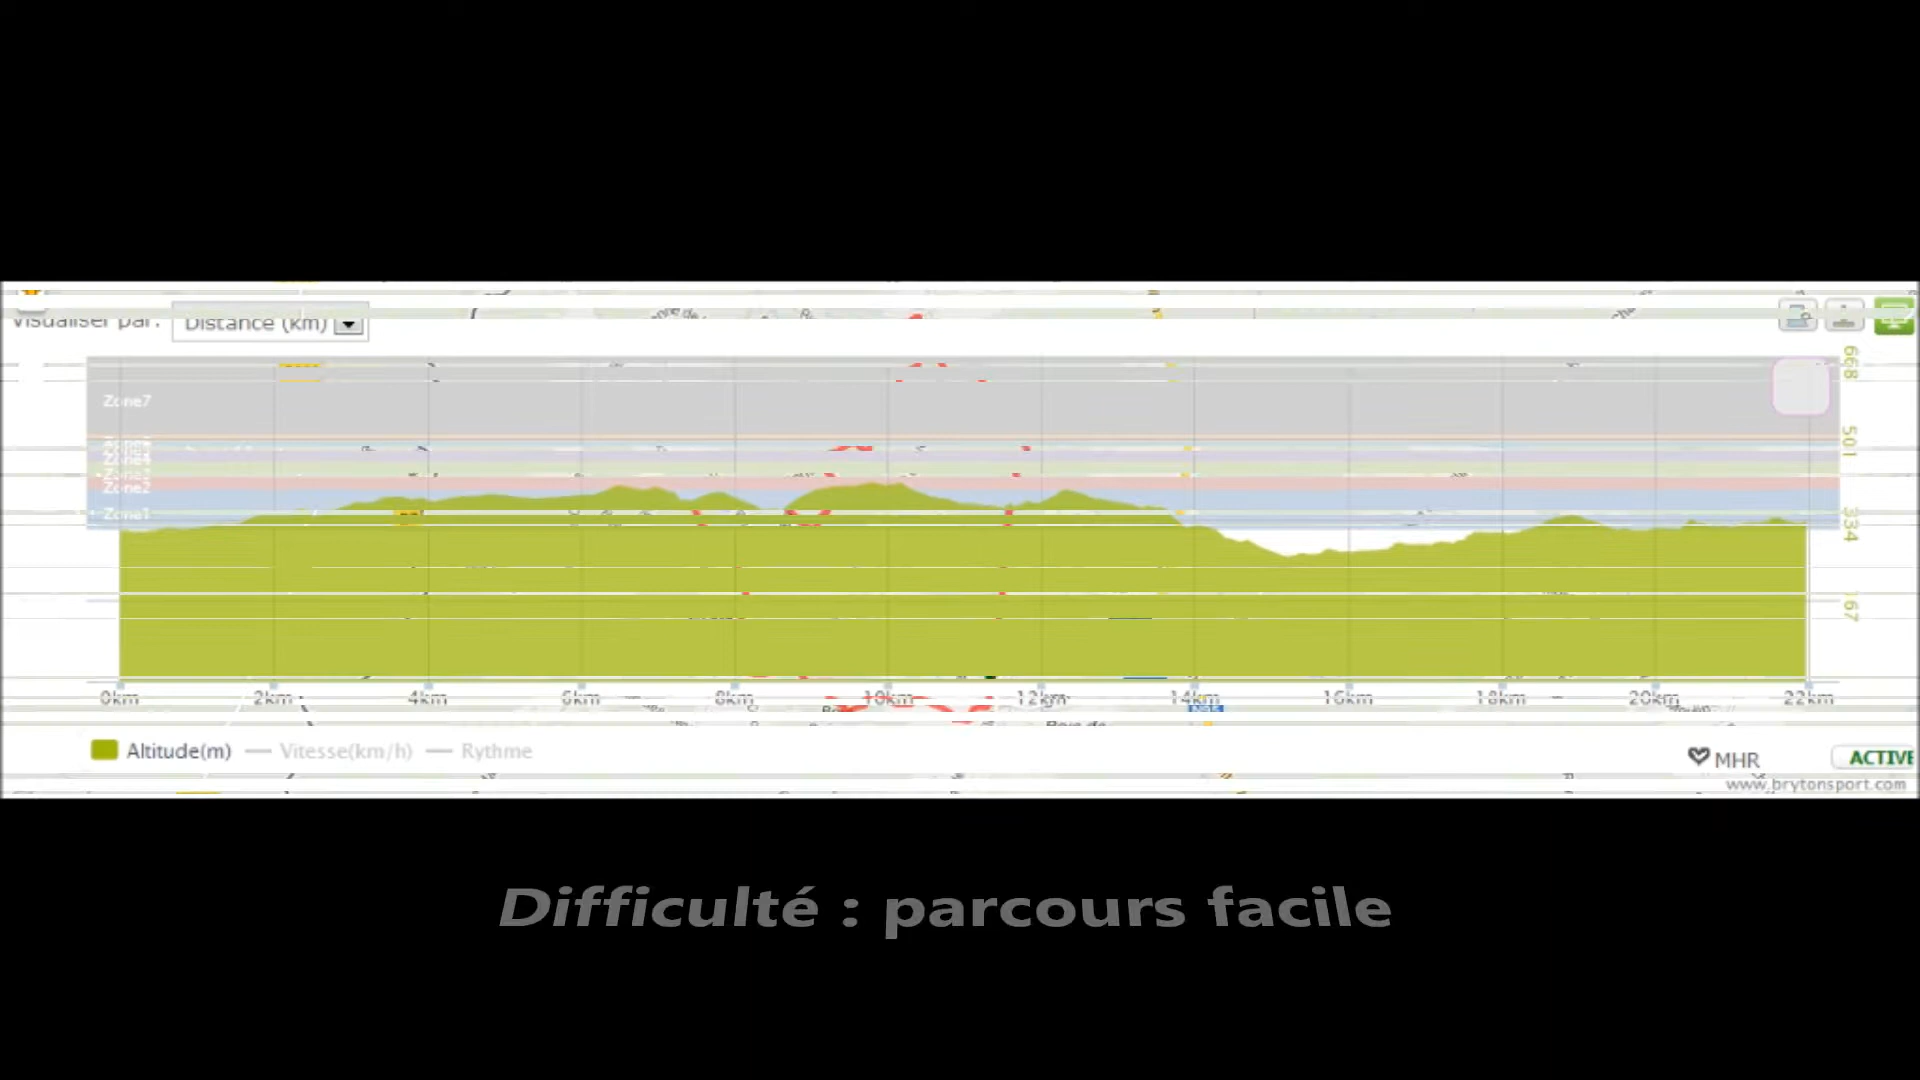 Visualiser par: Distance (km)
668
Zone7
501
Zone4
Zone2
Zone1
334
167
0km 2km 4km 6km 8km 10km 12km 14km 16km 18km 20km 22km
Altitude(m) Vitesse(km/h) Rythme
MHR ACTIVE
www.brytonsport.com
Difficulté : parcours facile